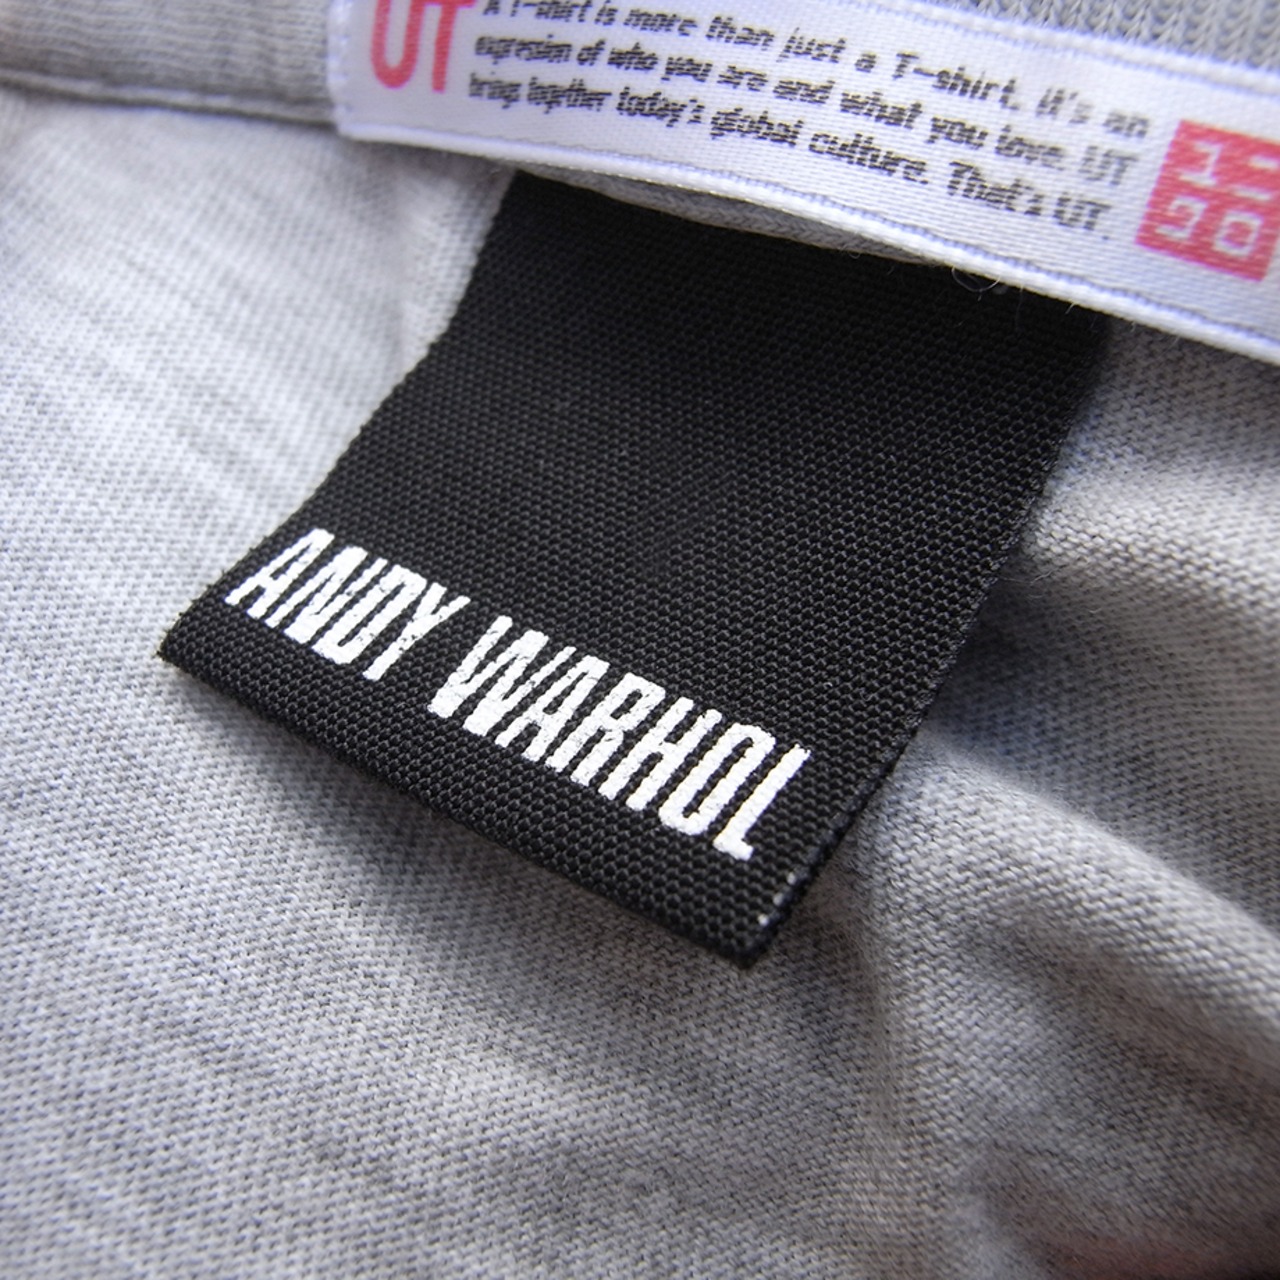 UT
A T-shirt is more than just a T-shirt. It's an
expression of who you are and what you love. UT
bring together today's global culture. That's UT.
ANDY WARHOL